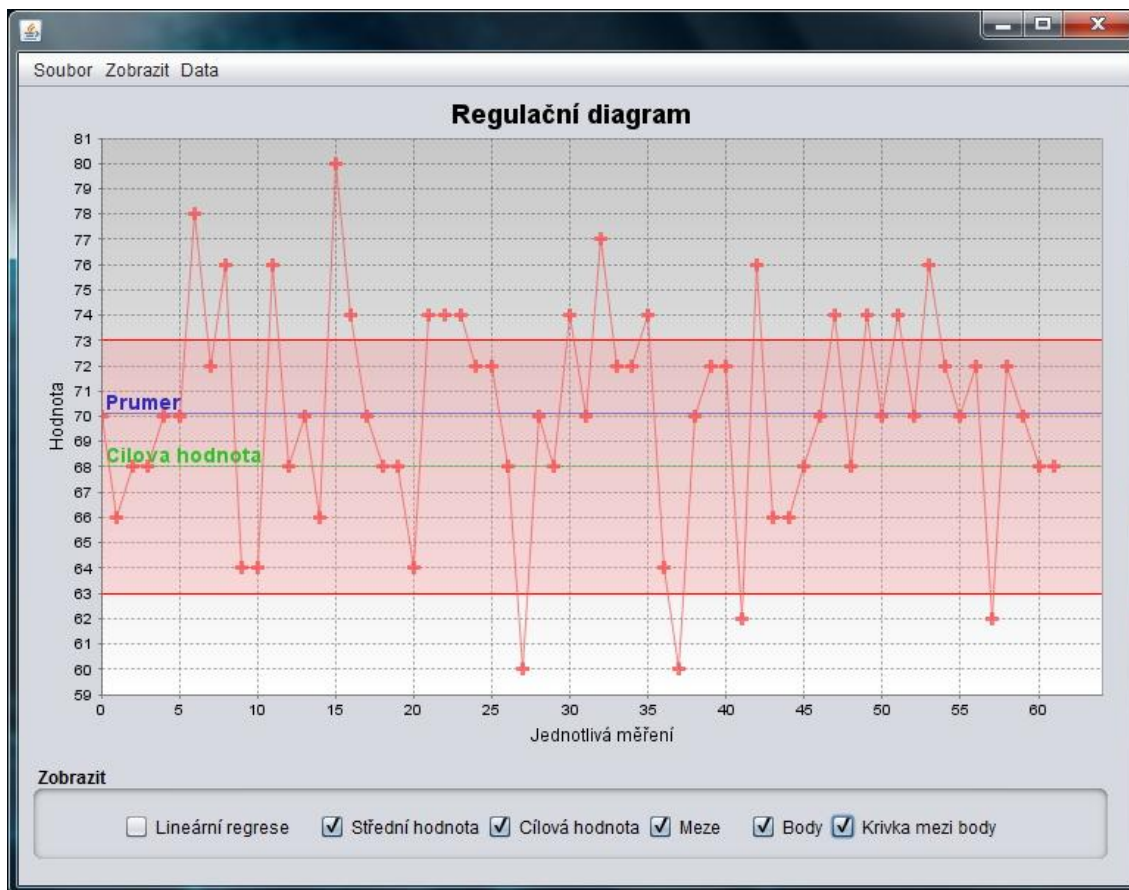 Soubor Zobrazit Data
Regulační diagram
81
80
79
78
77
76
75
74
73
72
71
70
69
68
67
66
65
64
63
62
61
60
59
Hodnota
Prumer
Cilova hodnota
0 5 10 15 20 25 30 35 40 45 50 55 60
Jednotlivá měření
Zobrazit
Lineární regrese Střední hodnota Cílová hodnota Meze Body Krivka mezi body